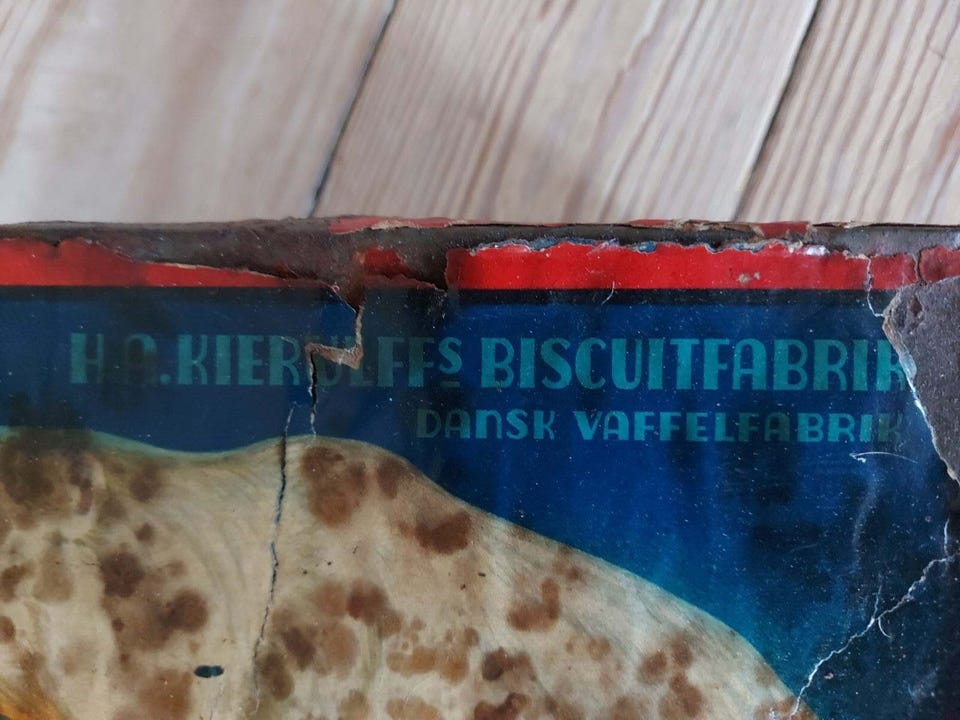 H.A.KIERULFFS BISCUITFABRIK
DANSK VAFFELFABRIK